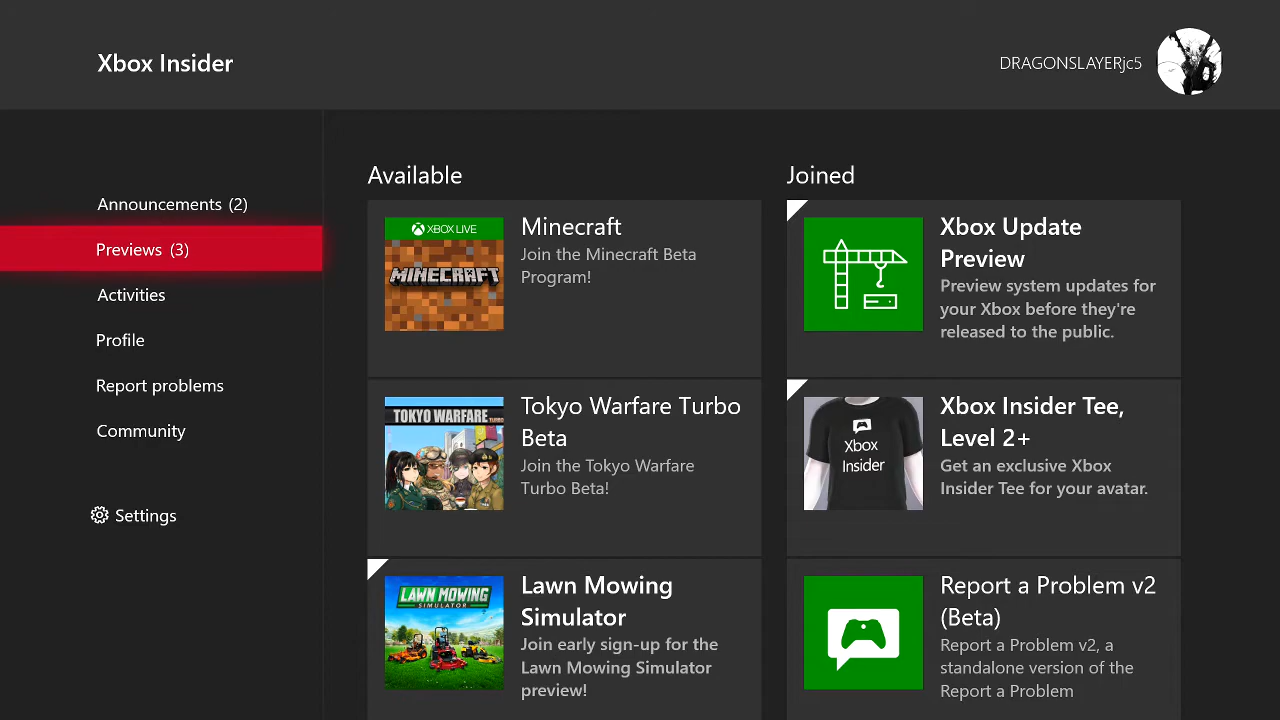 Xbox Insider
DRAGONSLAYERjc5
Announcements (2)
Previews (3)
Activities
Profile
Report problems
Community
Settings
Available
XBOX LIVE
MINECRAFT
Minecraft
Join the Minecraft Beta
Program!
TOKYO WARFARE TURBO
Tokyo Warfare Turbo
Beta
Join the Tokyo Warfare
Turbo Beta!
LAWN MOWING
SIMULATOR
Lawn Mowing
Simulator
Join early sign-up for the
Lawn Mowing Simulator
preview!
Joined
Xbox Update
Preview
Preview system updates for
your Xbox before they're
released to the public.
Xbox
Insider
Xbox Insider Tee,
Level 2+
Get an exclusive Xbox
Insider Tee for your avatar.
Report a Problem v2
(Beta)
Report a Problem v2, a
standalone version of the
Report a Problem